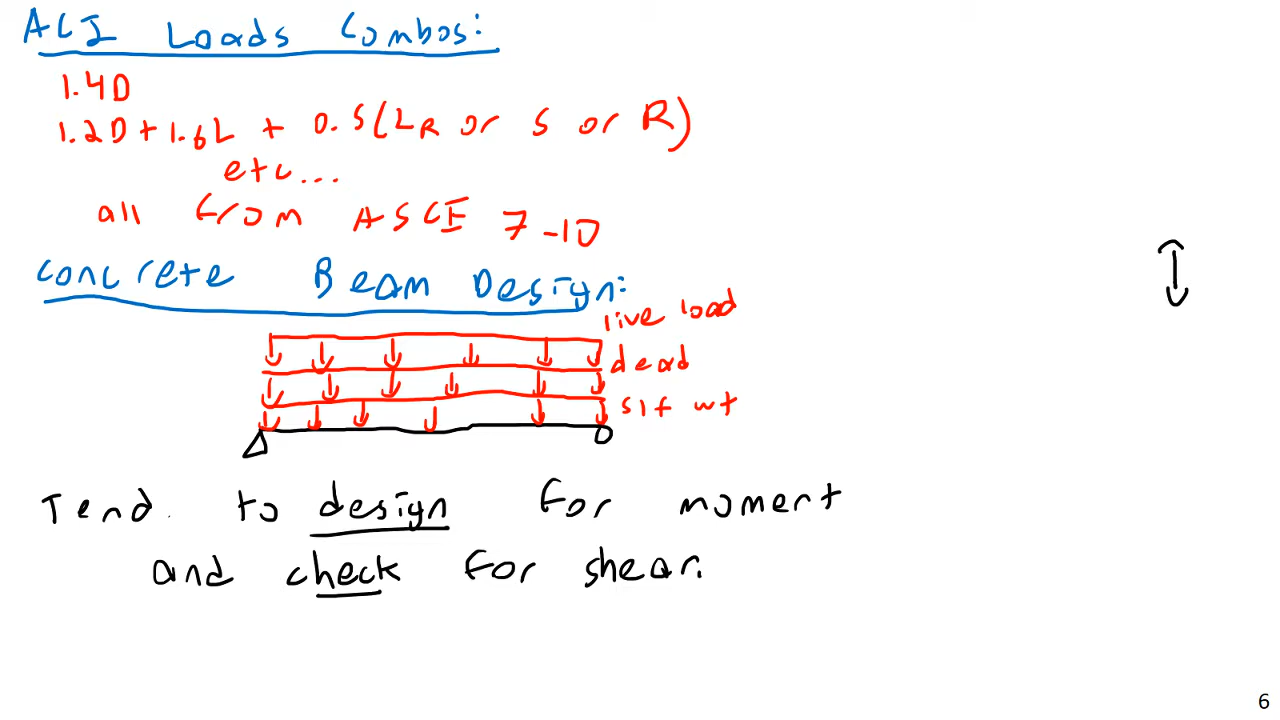 ACI Loads Combos:
1.4D
1.2D + 1.6L + 0.5(LR or S or R)
etc...
all from ASCE 7-10
Concrete Beam Design:
live load
dead
slf wt
Tend to design for moment
and check for shear.
6